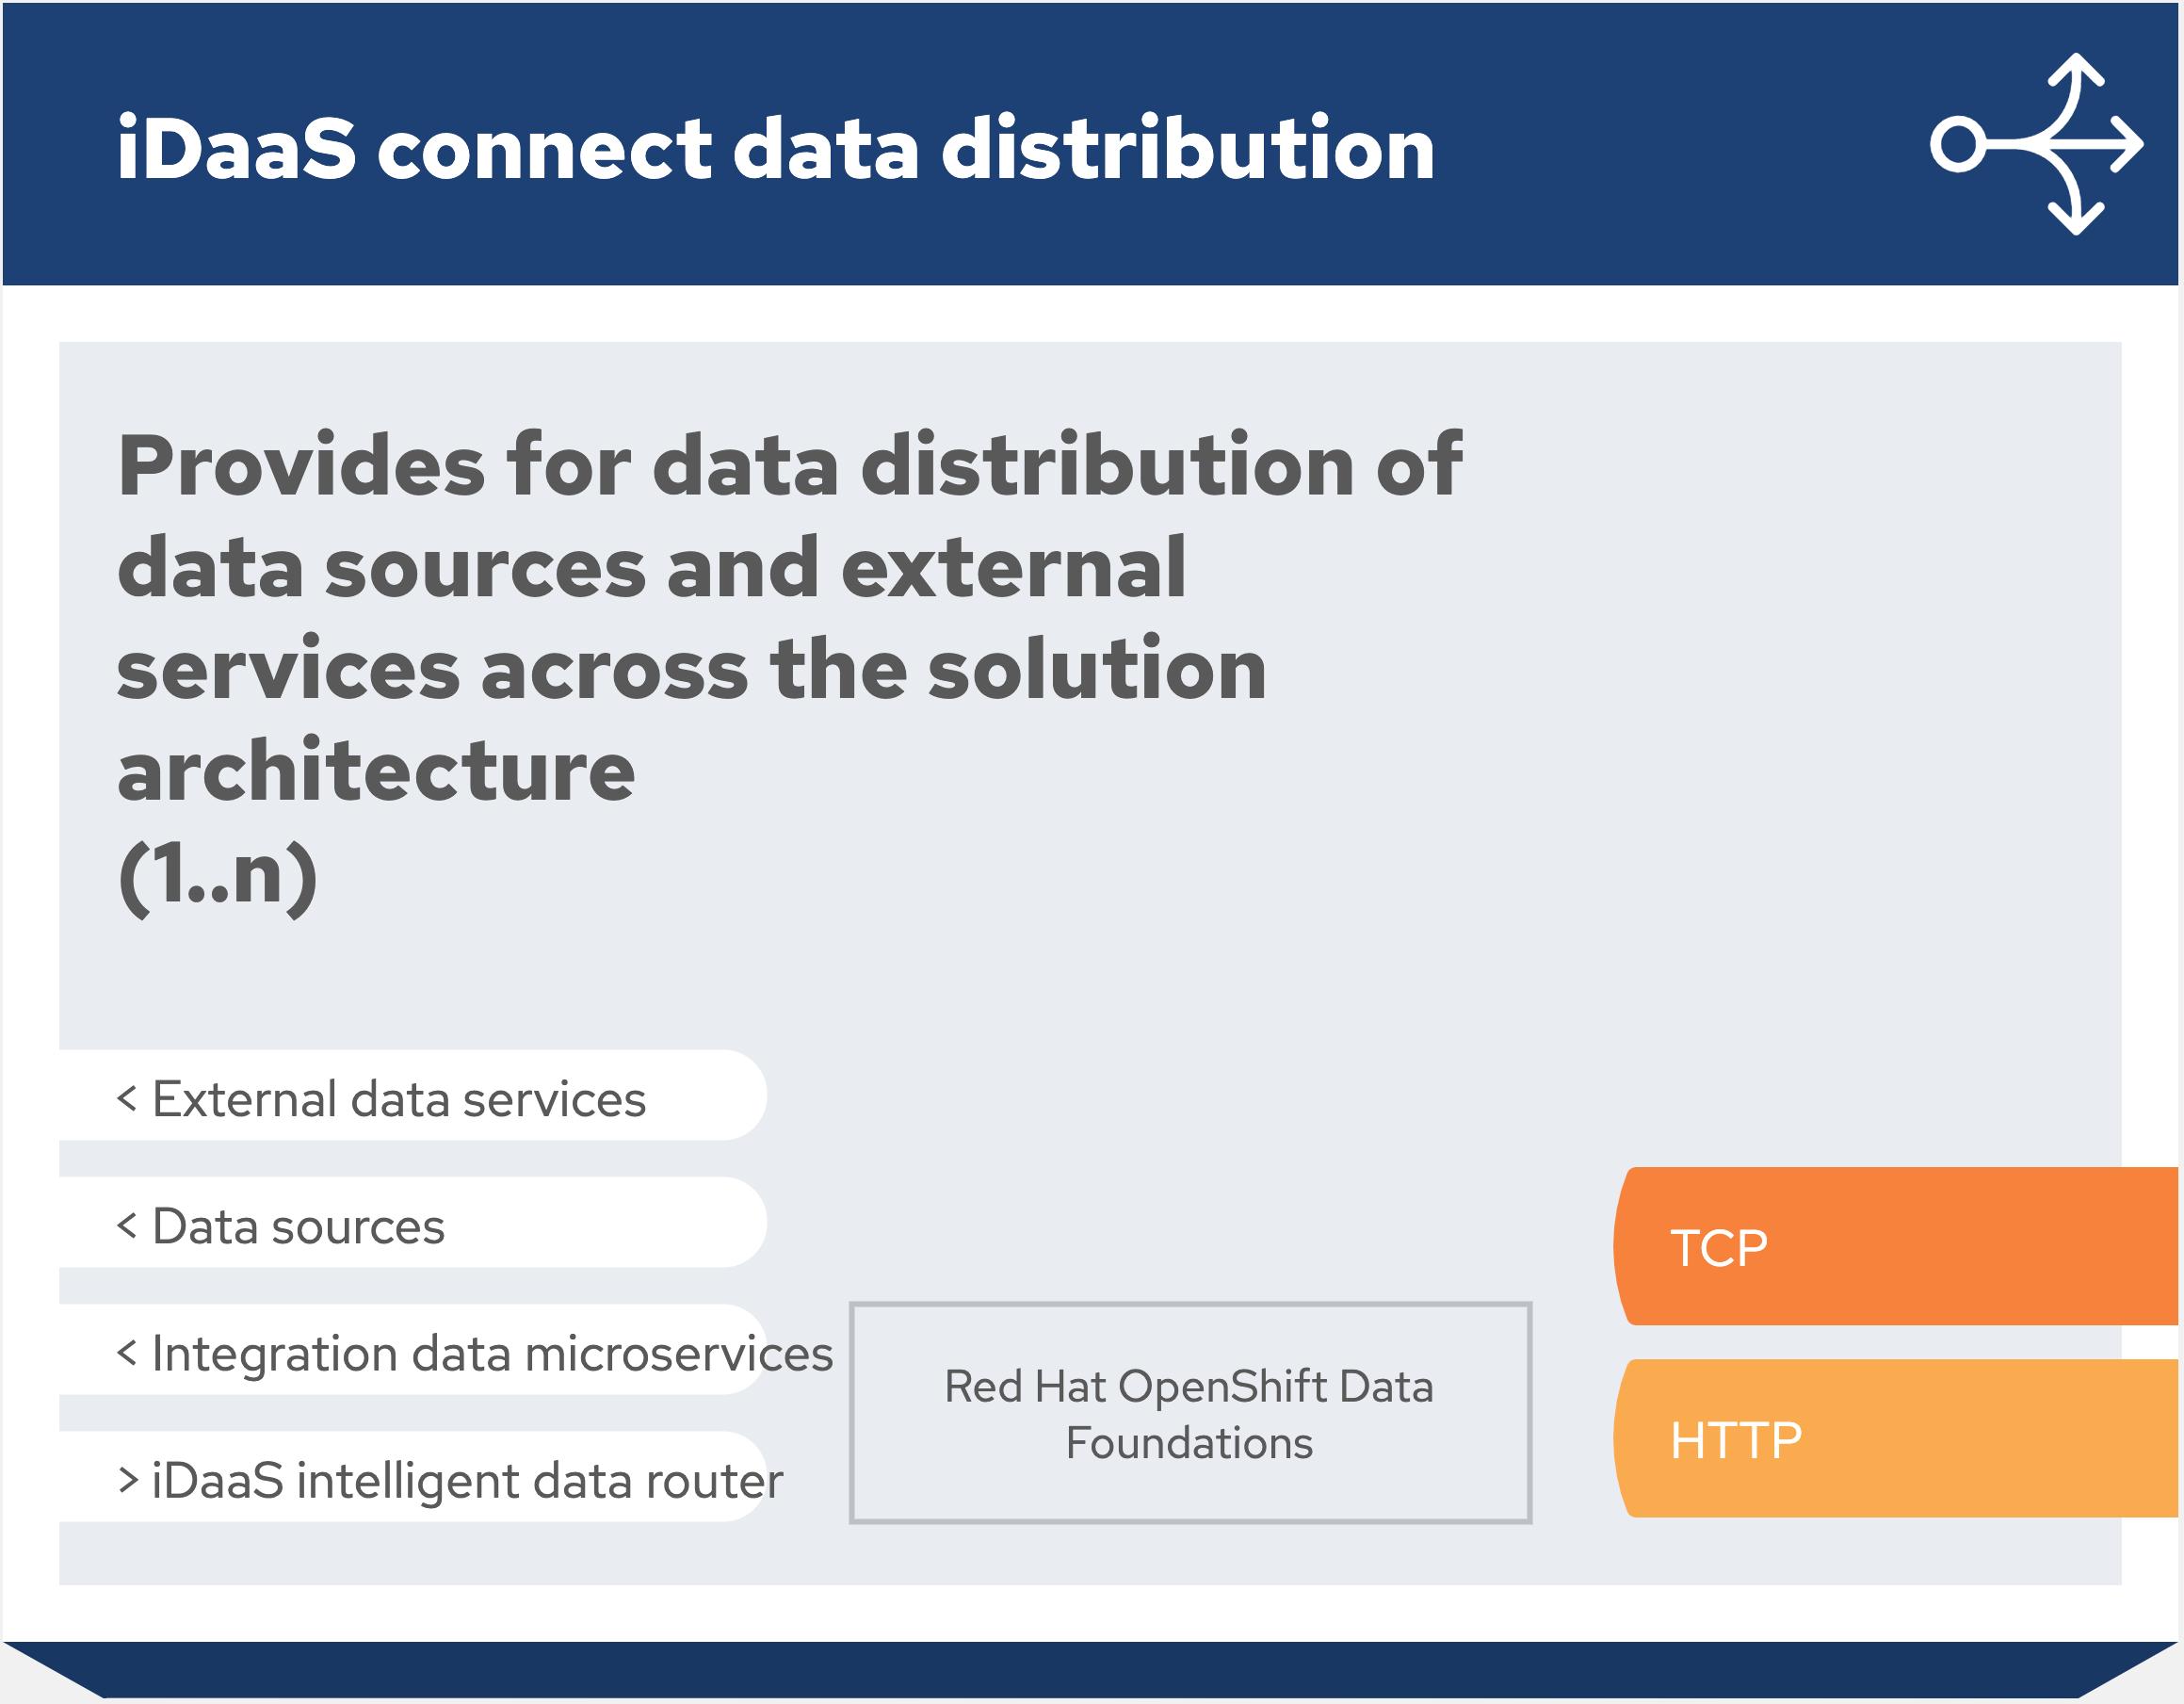 iDaaS connect data distribution
Provides for data distribution of
data sources and external
services across the solution
architecture
(1..n)
< External data services
< Data sources
< Integration data microservices
> iDaaS intelligent data router
Red Hat OpenShift Data
Foundations
TCP
HTTP